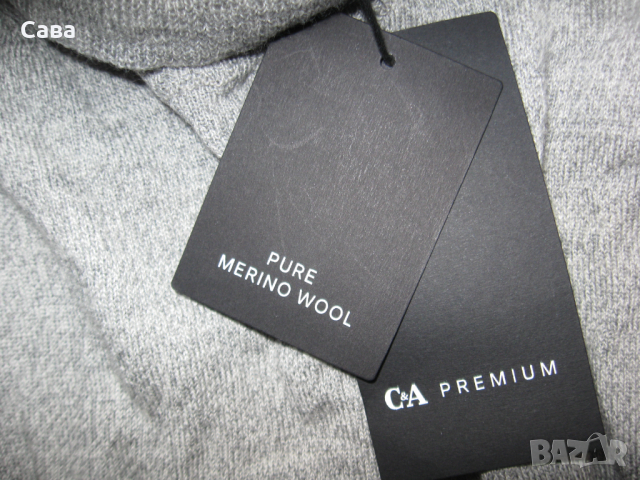 Сава
PURE
MERINO WOOL
C&A PREMIUM
BAZAR